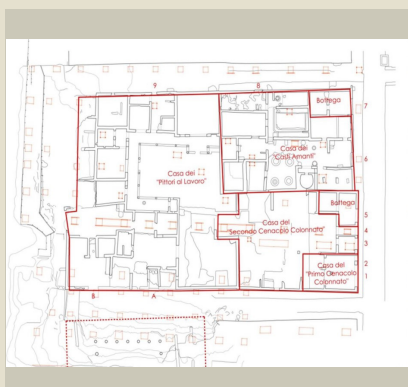 9
8
Bottega
7
Casa dei
"Casti Amanti"
6
Casa dei
"Pittori al Lavoro"
Bottega
5
Casa del
"Secondo Cenacolo Colonnato"
4
3
Casa del
"Primo Cenacolo
Colonnato"
2
1
B
A